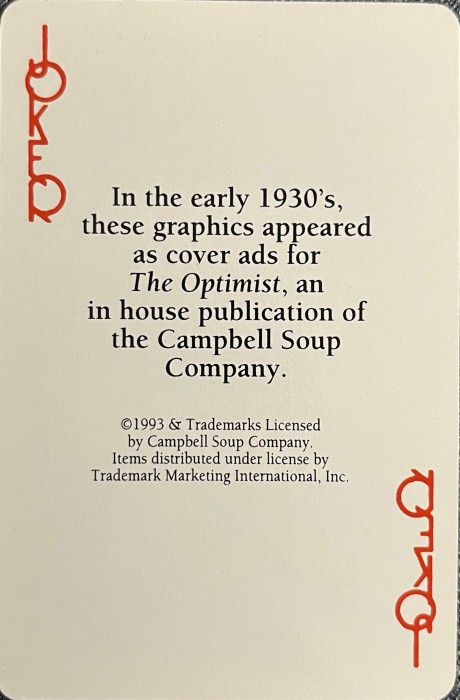 JOKER
In the early 1930's,
these graphics appeared
as cover ads for
The Optimist, an
in house publication of
the Campbell Soup
Company.
©1993 & Trademarks Licensed
by Campbell Soup Company.
Items distributed under license by
Trademark Marketing International, Inc.
JOKER